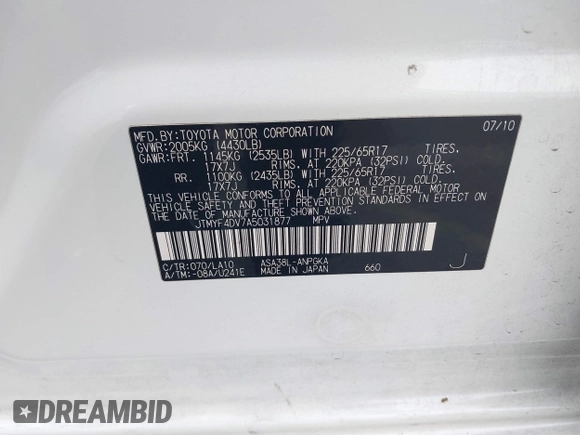 MFD.BY:TOYOTA MOTOR CORPORATION 07/10
GVWR:2005KG (4430LB)
GAWR:FRT. 1145KG (2535LB) WITH 225/65R17 TIRES.
17X7J RIMS. AT 220KPA (32PSI) COLD.
RR. 1100KG (2435LB) WITH 225/65R17 TIRES.
17X7J RIMS. AT 220KPA (32PSI) COLD.
THIS VEHICLE CONFORMS TO ALL APPLICABLE FEDERAL MOTOR
VEHICLE SAFETY AND THEFT PREVENTION STANDARDS IN EFFECT
ON THE DATE OF MANUFACTURE SHOWN ABOVE.
JTMYF4DV7A5031877 MPV
C/TR:070/LA10 ASA38L-ANPGKA J
A/TM:-08A/U241E MADE IN JAPAN 660
DREAMBID